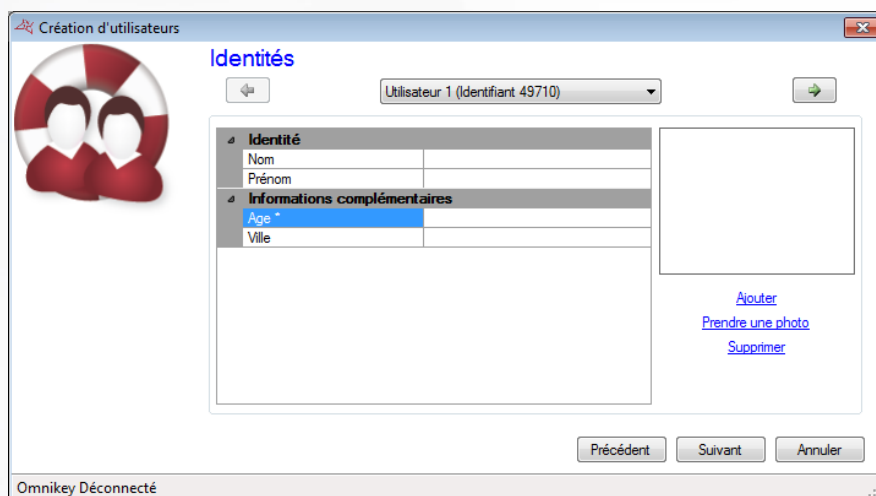 Création d'utilisateurs
Identités
Utilisateur 1 (Identifiant 49710)
Identité
Nom
Prénom
Informations complémentaires
Age *
Ville
Ajouter
Prendre une photo
Supprimer
Précédent Suivant Annuler
Omnikey Déconnecté